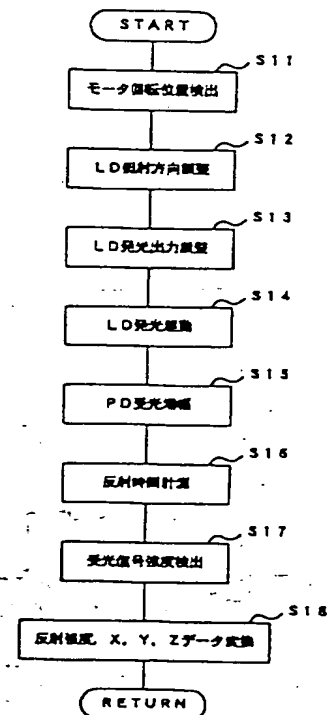 START
S11
モータ回転位置検出
S12
LD照射方向調整
S13
LD発光出力調整
S14
LD発光駆動
S15
PD受光増幅
S16
反射時間計算
S17
受光信号強度検出
S18
反射強度,X,Y,Zデータ変換
RETURN